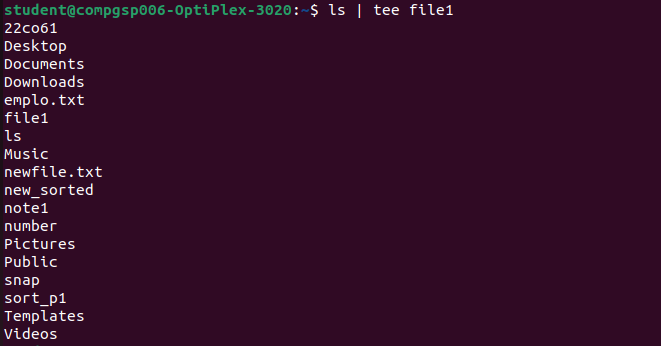 student@compgsp006-OptiPlex-3020:~$ ls | tee file1
22co61
Desktop
Documents
Downloads
emplo.txt
file1
ls
Music
newfile.txt
new_sorted
note1
number
Pictures
Public
snap
sort_p1
Templates
Videos